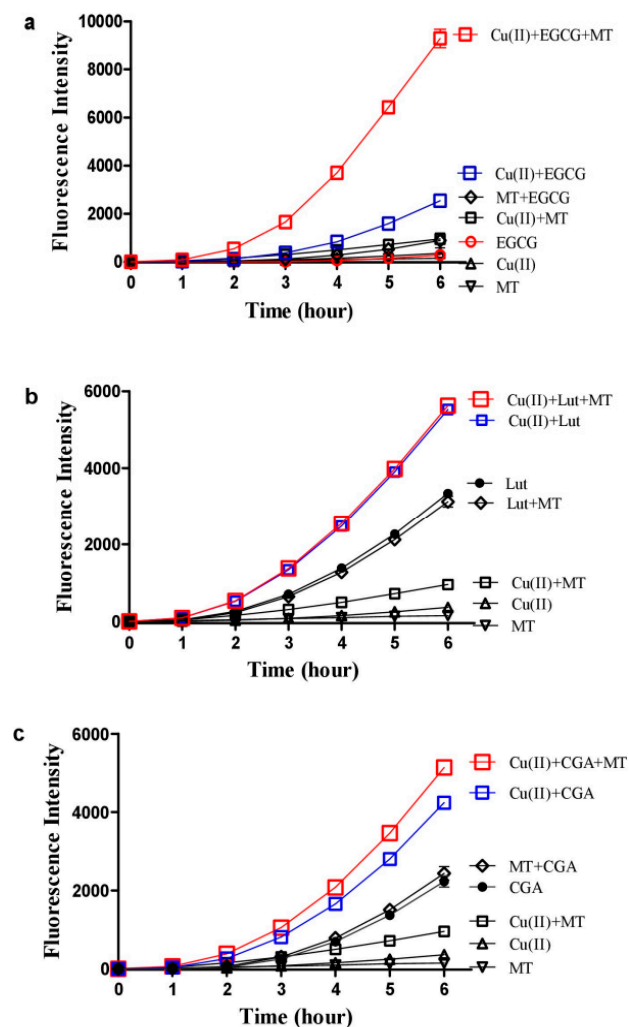 a
Fluorescence Intensity
10000
8000
6000
4000
2000
0
0 1 2 3 4 5 6
Time (hour)
Cu(II)+EGCG+MT
Cu(II)+EGCG
MT+EGCG
Cu(II)+MT
EGCG
Cu(II)
MT
b
Fluorescence Intensity
6000
4000
2000
0
0 1 2 3 4 5 6
Time (hour)
Cu(II)+Lut+MT
Cu(II)+Lut
Lut
Lut+MT
Cu(II)+MT
Cu(II)
MT
c
Fluorescence Intensity
6000
4000
2000
0
0 1 2 3 4 5 6
Time (hour)
Cu(II)+CGA+MT
Cu(II)+CGA
MT+CGA
CGA
Cu(II)+MT
Cu(II)
MT